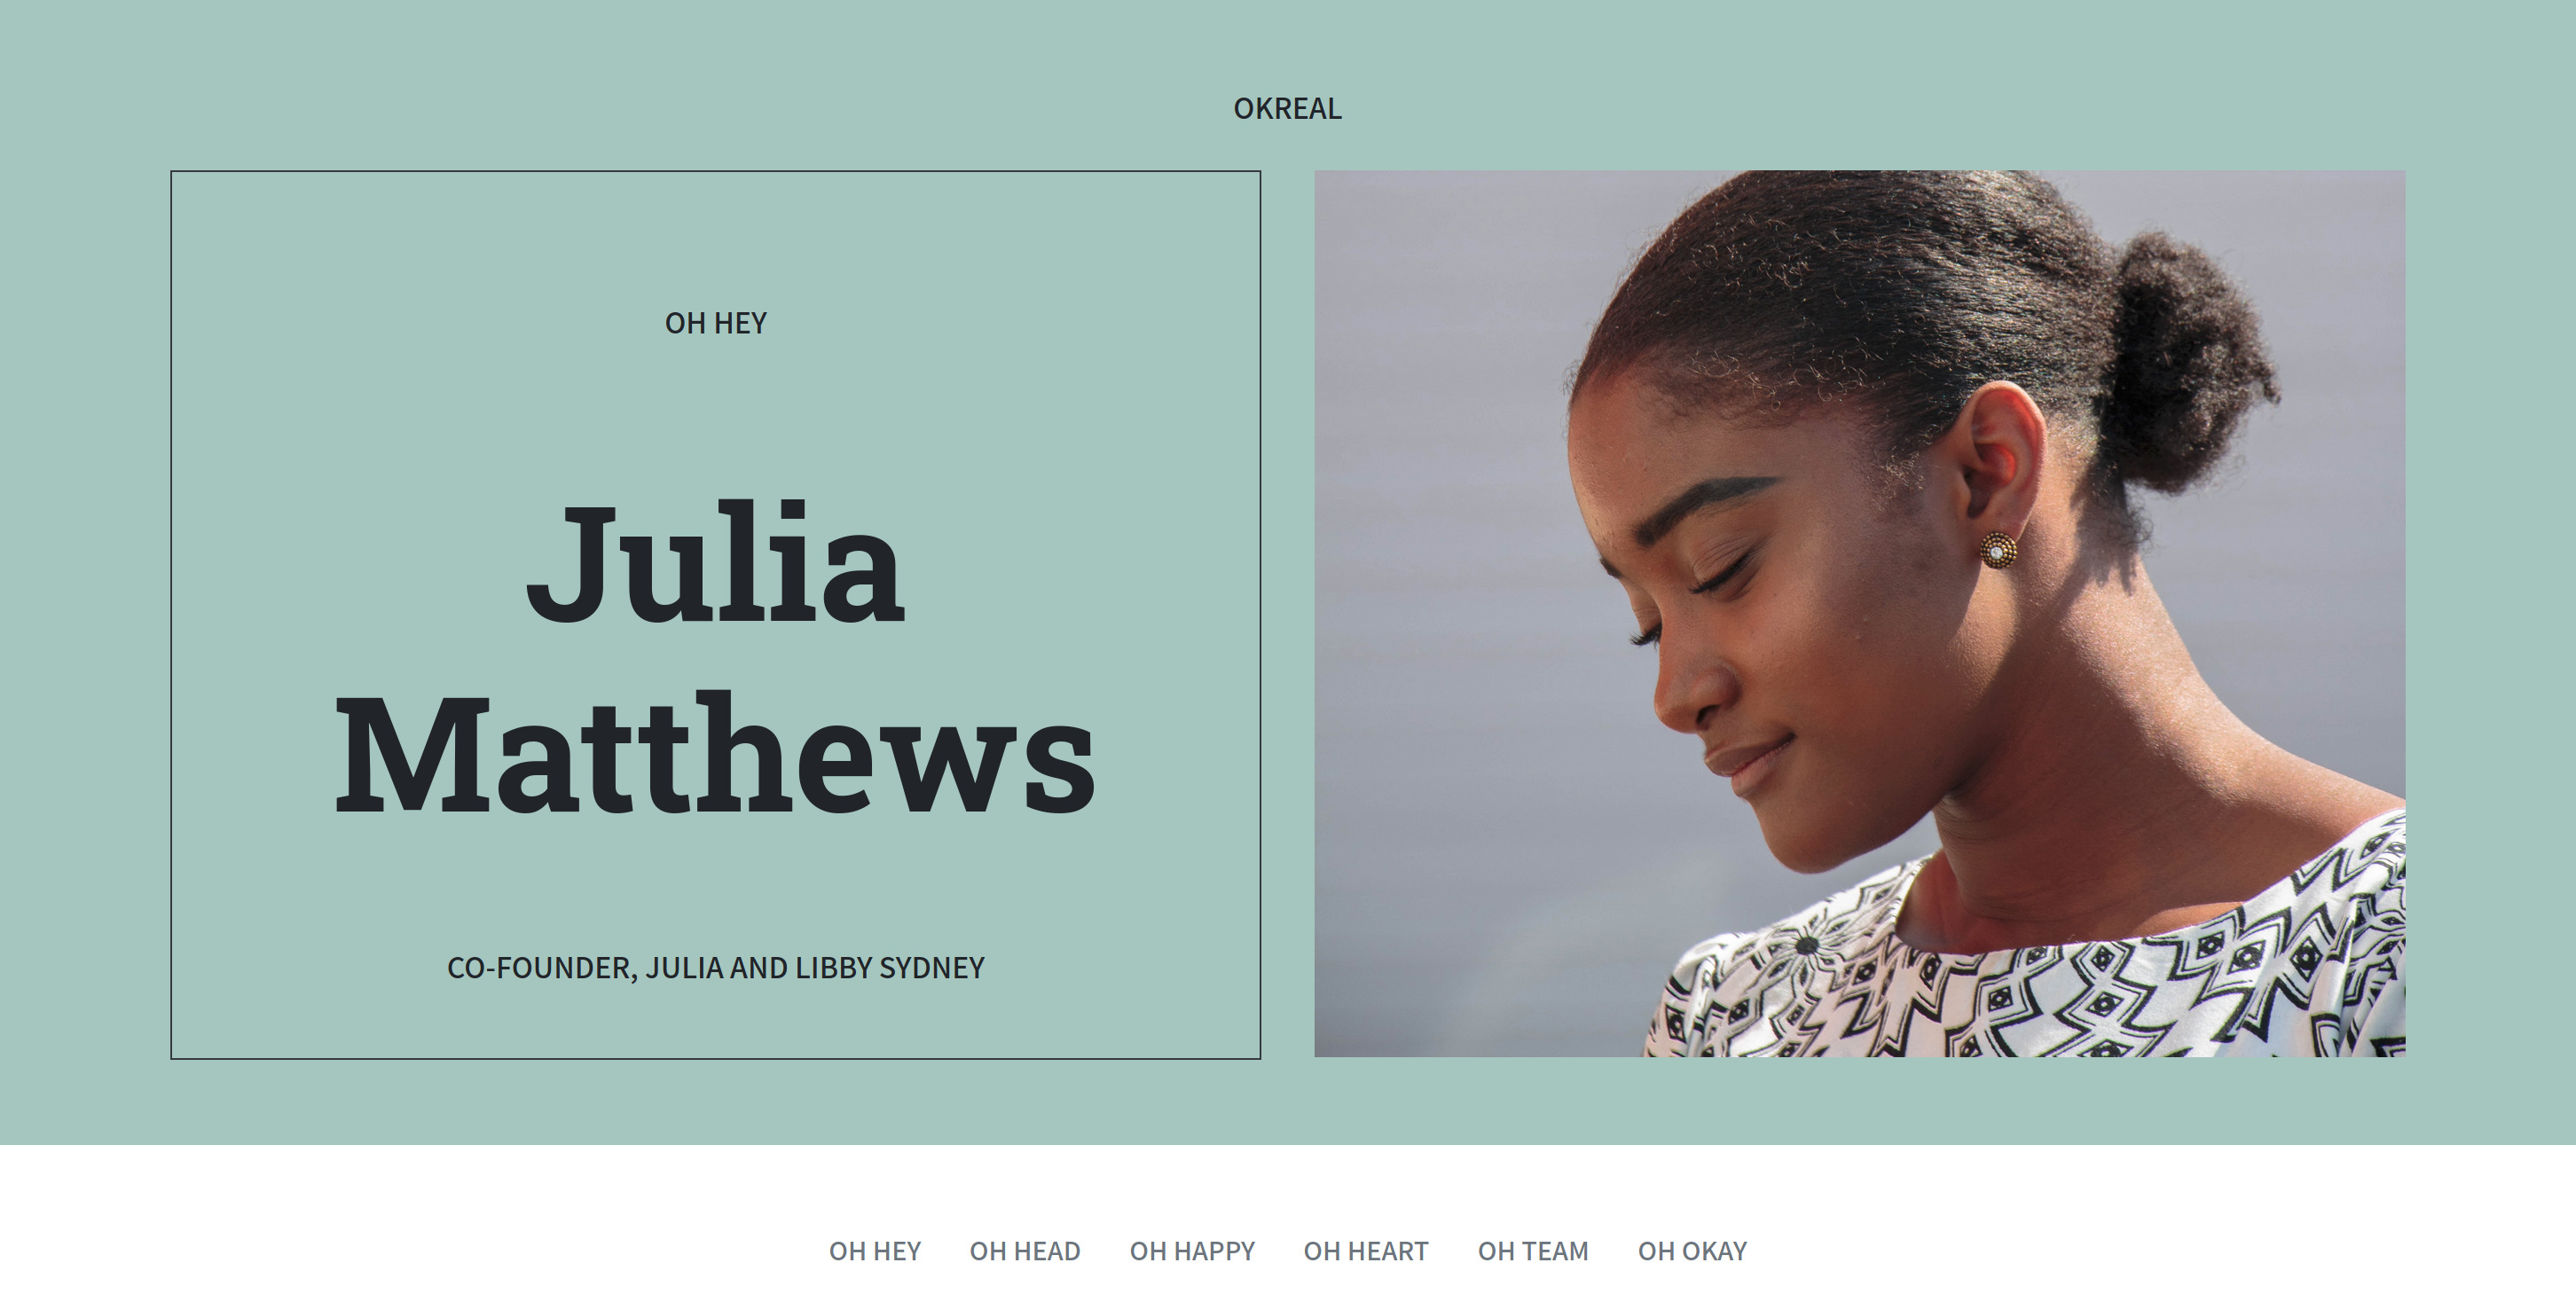 OKREAL
OH HEY
Julia
Matthews
CO-FOUNDER, JULIA AND LIBBY SYDNEY
OH HEY OH HEAD OH HAPPY OH HEART OH TEAM OH OKAY